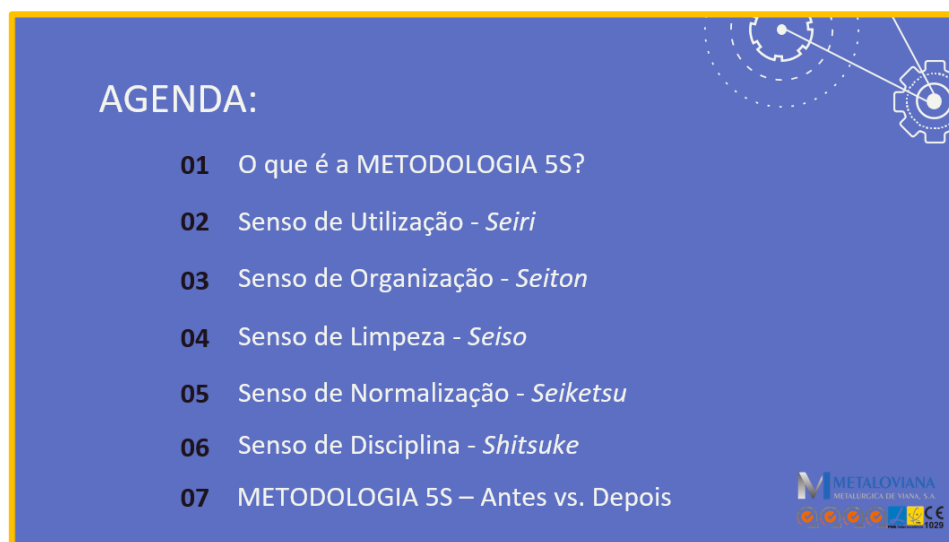 AGENDA:
01 O que é a METODOLOGIA 5S?
02 Senso de Utilização - Seiri
03 Senso de Organização - Seiton
04 Senso de Limpeza - Seiso
05 Senso de Normalização - Seiketsu
06 Senso de Disciplina - Shitsuke
07 METODOLOGIA 5S – Antes vs. Depois
METALOVIANA
METALÚRGICA DE VIANA, S.A.
CE
1029